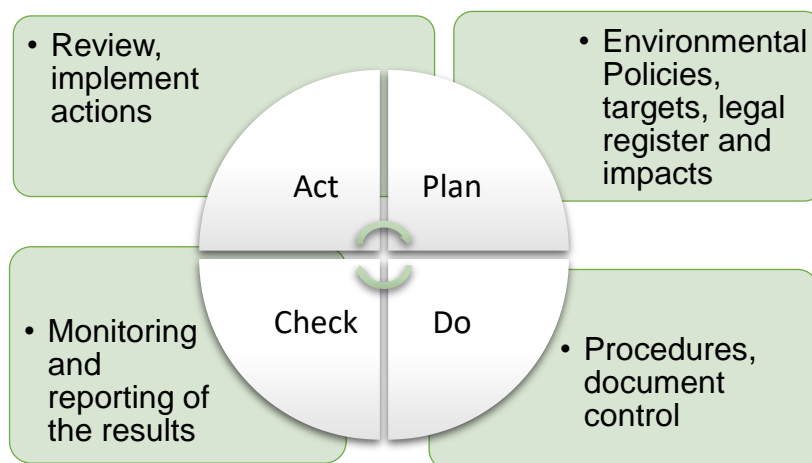 • Review,
implement
actions
• Environmental
Policies,
targets, legal
register and
impacts
Act
Plan
Check
Do
• Monitoring
and
reporting of
the results
• Procedures,
document
control